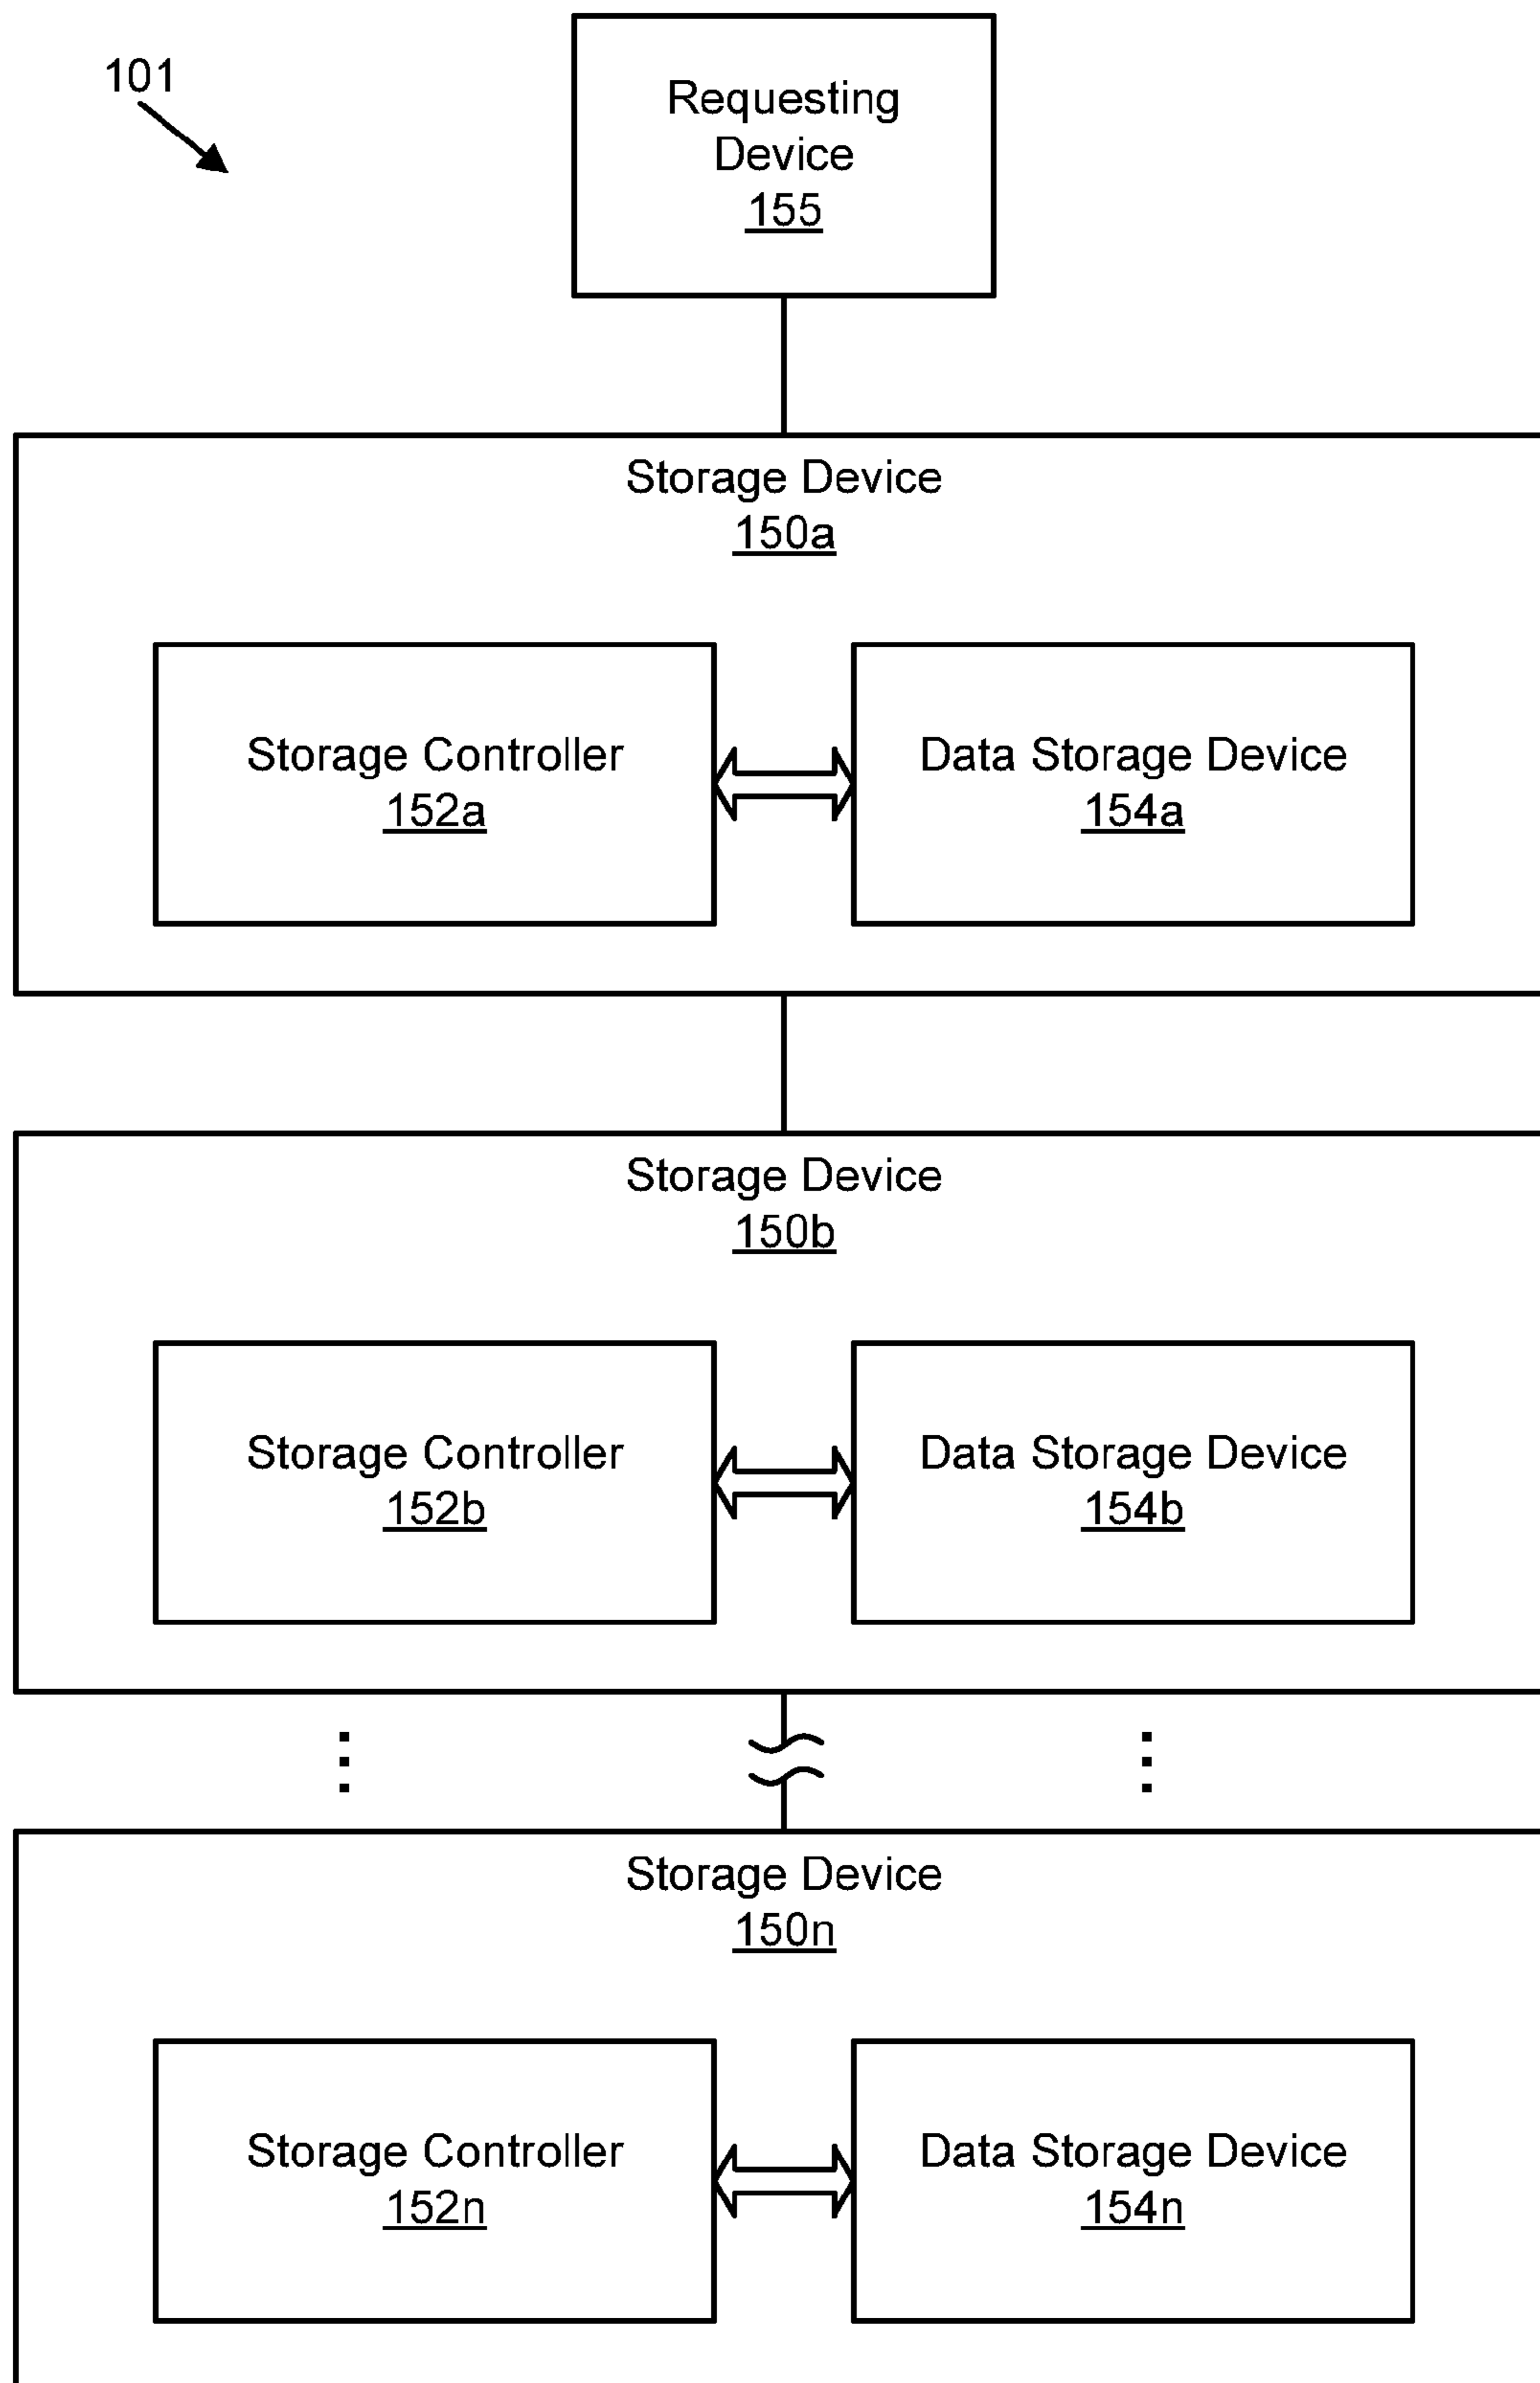 101
Requesting
Device
155
Storage Device
150a
Storage Controller
152a
Data Storage Device
154a
Storage Device
150b
Storage Controller
152b
Data Storage Device
154b
Storage Device
150n
Storage Controller
152n
Data Storage Device
154n